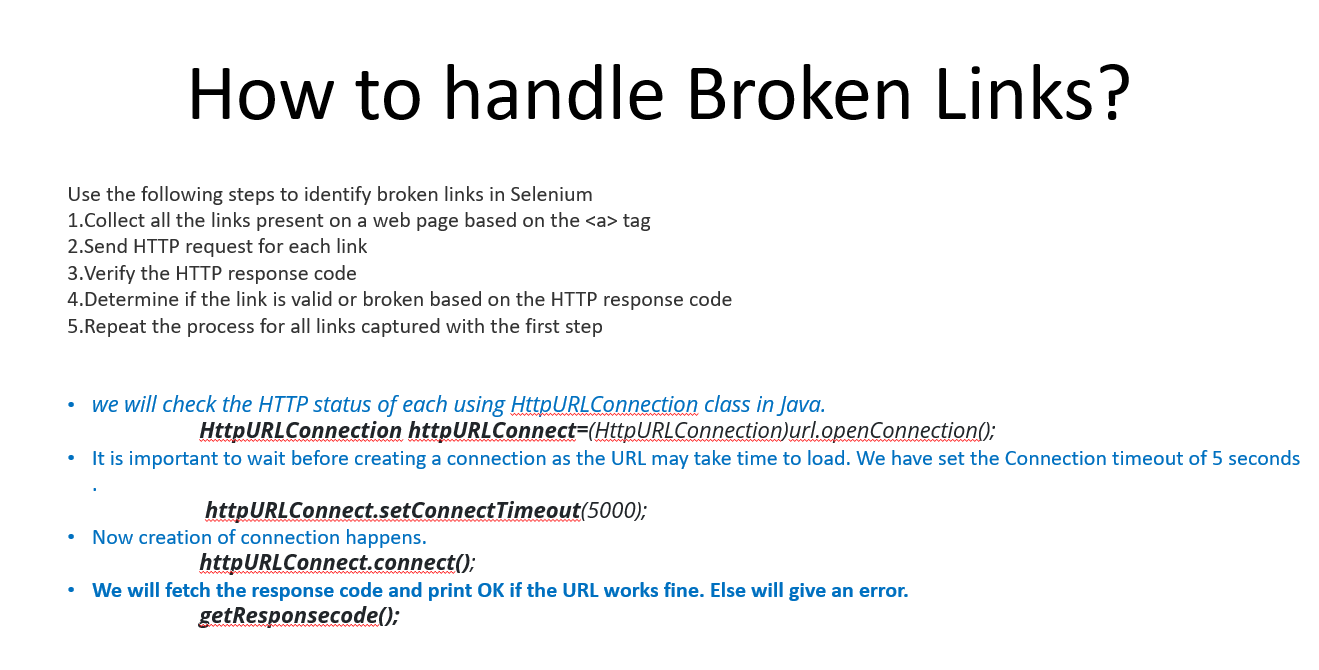 How to handle Broken Links?
Use the following steps to identify broken links in Selenium
1.Collect all the links present on a web page based on the <a> tag
2.Send HTTP request for each link
3.Verify the HTTP response code
4.Determine if the link is valid or broken based on the HTTP response code
5.Repeat the process for all links captured with the first step
• we will check the HTTP status of each using HttpURLConnection class in Java.
HttpURLConnection httpURLConnect=(HttpURLConnection)url.openConnection();
• It is important to wait before creating a connection as the URL may take time to load. We have set the Connection timeout of 5 seconds
.
httpURLConnect.setConnectTimeout(5000);
• Now creation of connection happens.
httpURLConnect.connect();
• We will fetch the response code and print OK if the URL works fine. Else will give an error.
getResponsecode();